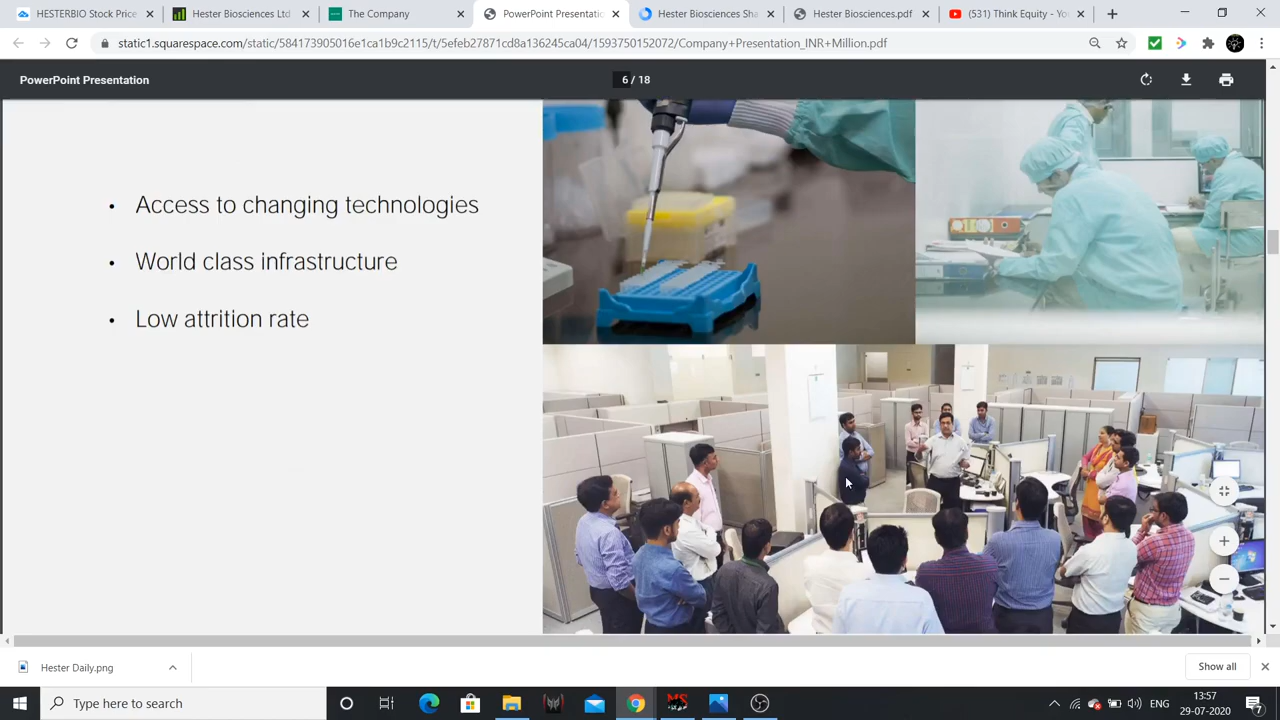 HESTERBIO Stock Price
Hester Biosciences Ltd
The Company
PowerPoint Presentatio
Hester Biosciences Sha
Hester Biosciences.pdf
(531) Think Equity - Yo
static1.squarespace.com/static/584173905016e1ca1b9c2115/t/5efeb27871cd8a136245ca04/1593750152072/Company+Presentation_INR+Million.pdf
PowerPoint Presentation
6 / 18
• Access to changing technologies
• World class infrastructure
• Low attrition rate
Hester Daily.png
Show all
Type here to search
ENG
13:57
29-07-2020
7